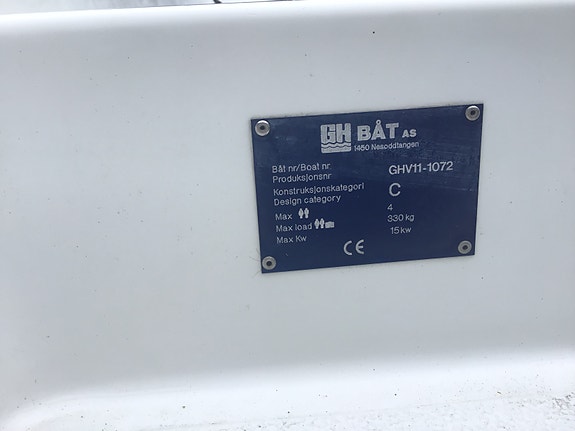 GH BÅT AS
1450 Nesoddtangen
Båt nr/Boat nr. GHV11-1072
Produksjonsnr
Konstruksjonskategori C
Design category
Max 4
Max load 330 kg
Max Kw 15 kw
CE